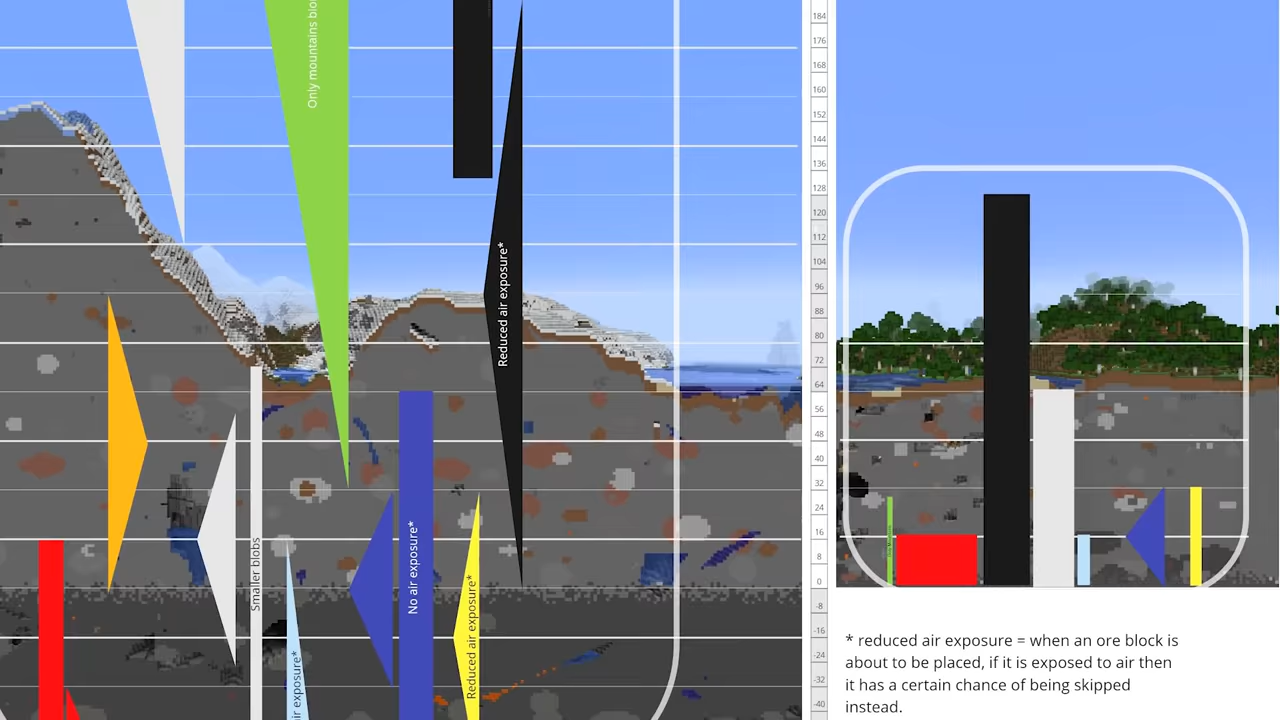 Only mountains
Reduced air exposure*
Smaller blobs
No air exposure*
air exposure*
Reduced air exposure*
184
176
168
160
152
144
136
128
120
112
104
96
88
80
72
64
56
48
40
32
24
16
8
0
-8
-16
-24
-32
-40
* reduced air exposure = when an ore block is
about to be placed, if it is exposed to air then
it has a certain chance of being skipped
instead.